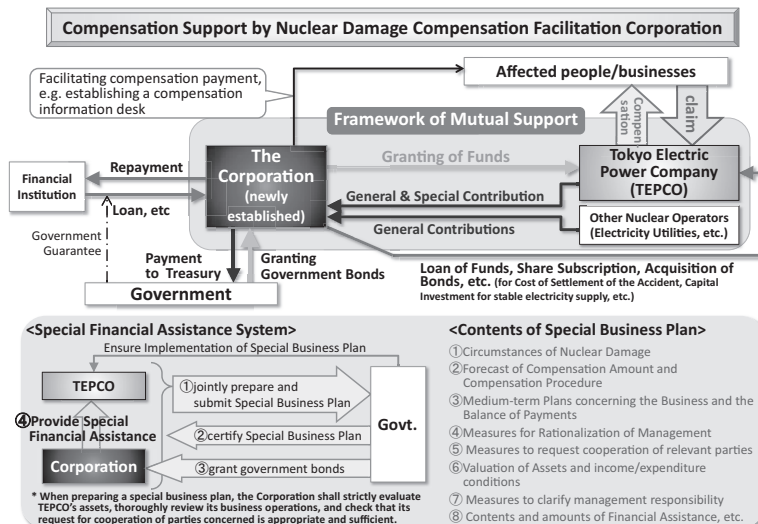 Compensation Support by Nuclear Damage Compensation Facilitation Corporation
Facilitating compensation payment,
e.g. establishing a compensation
information desk
Affected people/businesses
Compen-
sation
claim
Framework of Mutual Support
Financial
Institution
Repayment
Loan, etc
The
Corporation
(newly
established)
Granting of Funds
Tokyo Electric
Power Company
(TEPCO)
General & Special Contribution
General Contributions
Other Nuclear Operators
(Electricity Utilities, etc.)
Government
Guarantee
Payment
to Treasury
Granting
Government Bonds
Government
Loan of Funds, Share Subscription, Acquisition of
Bonds, etc. (for Cost of Settlement of the Accident, Capital
Investment for stable electricity supply, etc.)
<Special Financial Assistance System>
Ensure Implementation of Special Business Plan
TEPCO
①jointly prepare and
submit Special Business Plan
Govt.
④Provide Special
Financial Assistance
②certify Special Business Plan
Corporation
③grant government bonds
* When preparing a special business plan, the Corporation shall strictly evaluate
TEPCO's assets, thoroughly review its business operations, and check that its
request for cooperation of parties concerned is appropriate and sufficient.
<Contents of Special Business Plan>
①Circumstances of Nuclear Damage
②Forecast of Compensation Amount and
Compensation Procedure
③Medium-term Plans concerning the Business and the
Balance of Payments
④Measures for Rationalization of Management
⑤ Measures to request cooperation of relevant parties
⑥Valuation of Assets and income/expenditure
conditions
⑦ Measures to clarify management responsibility
⑧ Contents and amounts of Financial Assistance, etc.